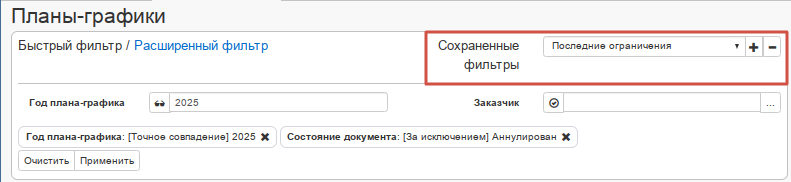 Планы-графики
Быстрый фильтр / Расширенный фильтр
Сохраненные фильтры
Последние ограничения
Год плана-графика
2025
Заказчик
...
Год плана-графика: [Точное совпадение] 2025 ✖
Состояние документа: [За исключением] Аннулирован ✖
Очистить
Применить